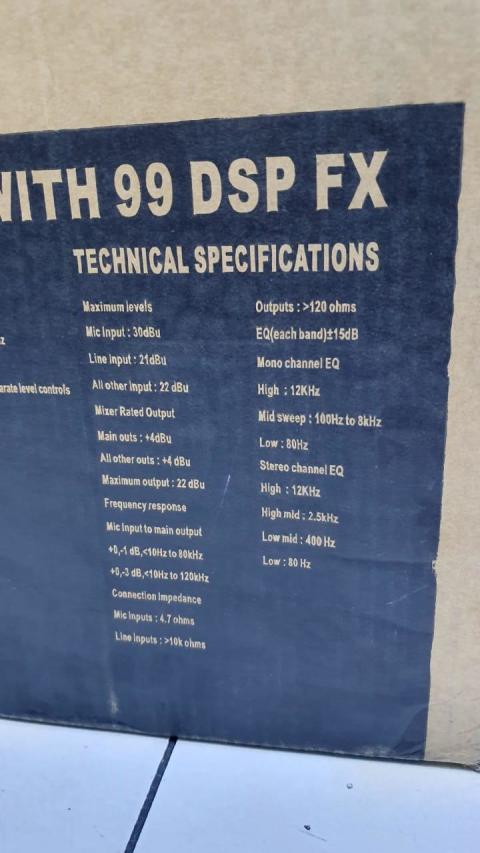 WITH 99 DSP FX
TECHNICAL SPECIFICATIONS
z
arate level controls
Maximum levels
Mic Input : 30dBu
Line Input : 21dBu
All other input : 22 dBu
Mixer Rated Output
Main outs : +4dBu
All other outs : +4 dBu
Maximum output : 22 dBu
Frequency response
Mic Input to main output
+0,-1 dB,<10Hz to 80kHz
+0,-3 dB,<10Hz to 120kHz
Connection Impedance
Mic Inputs : 4.7 ohms
Line Inputs : >10k ohms
Outputs : >120 ohms
EQ(each band)±15dB
Mono channel EQ
High : 12KHz
Mid sweep : 100Hz to 8kHz
Low : 80Hz
Stereo channel EQ
High : 12KHz
High mid : 2.5kHz
Low mid : 400 Hz
Low : 80 Hz